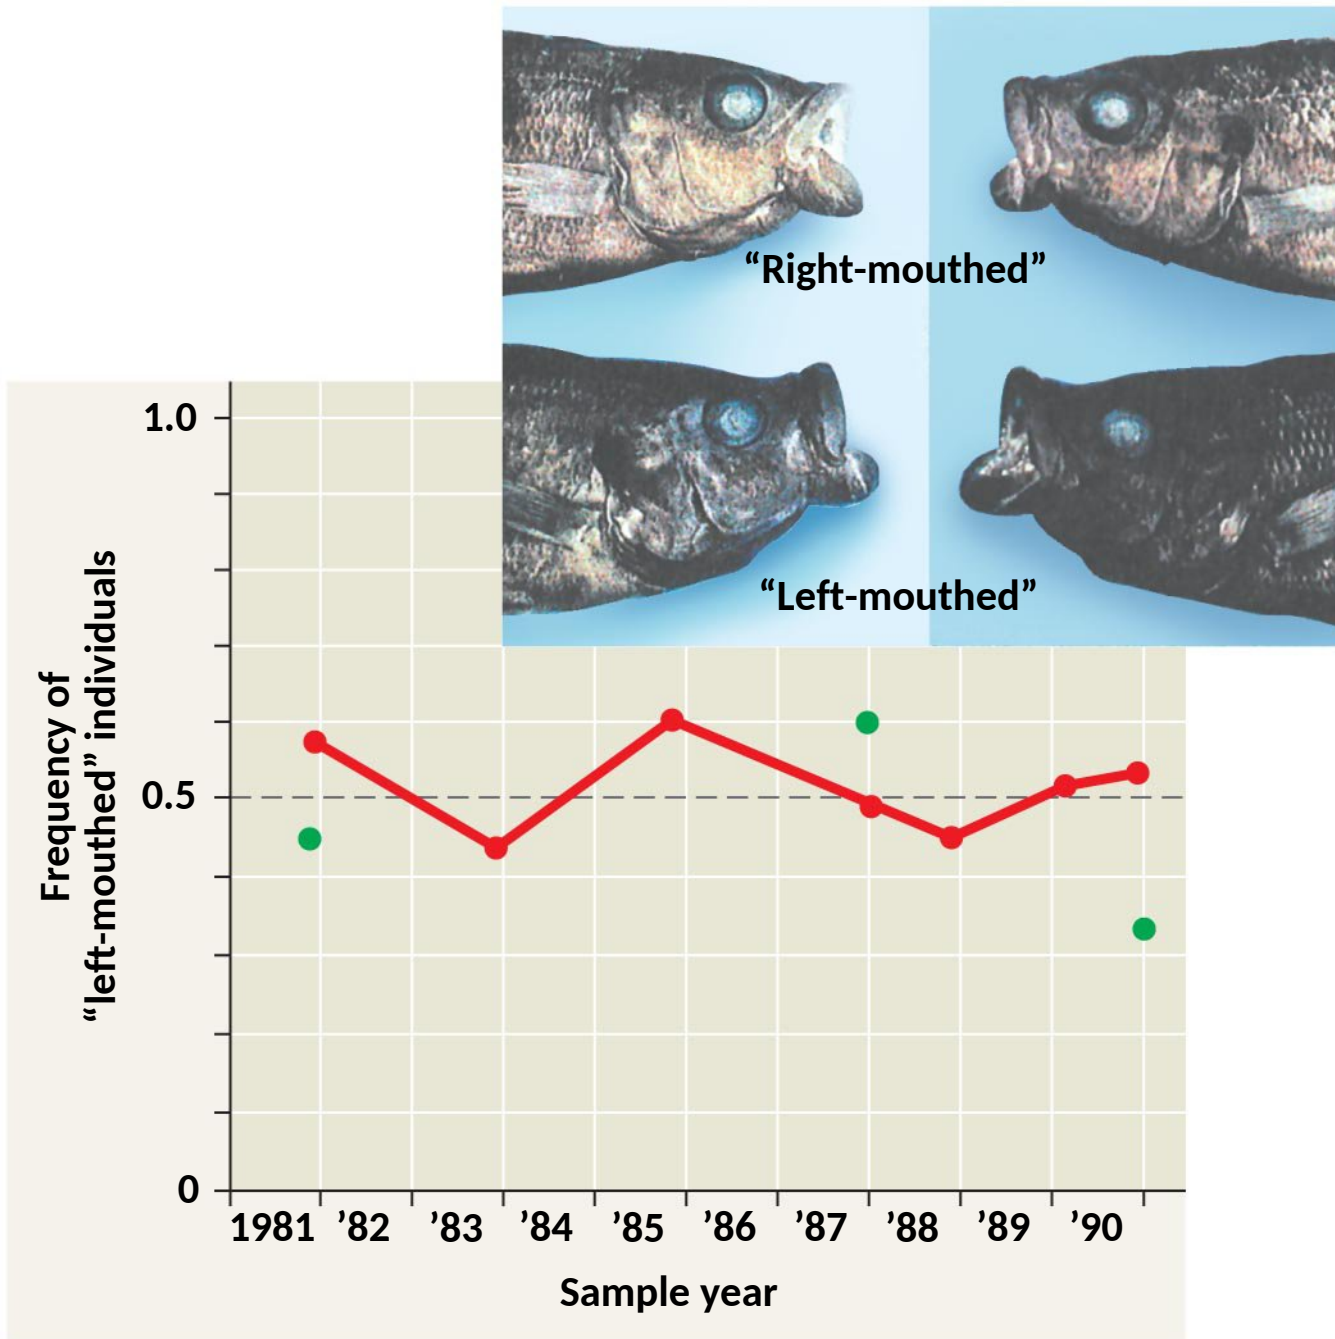 “Right-mouthed”
“Left-mouthed”
1.0
0.5
0
Frequency of
“left-mouthed” individuals
1981 ’82 ’83 ’84 ’85 ’86 ’87 ’88 ’89 ’90
Sample year